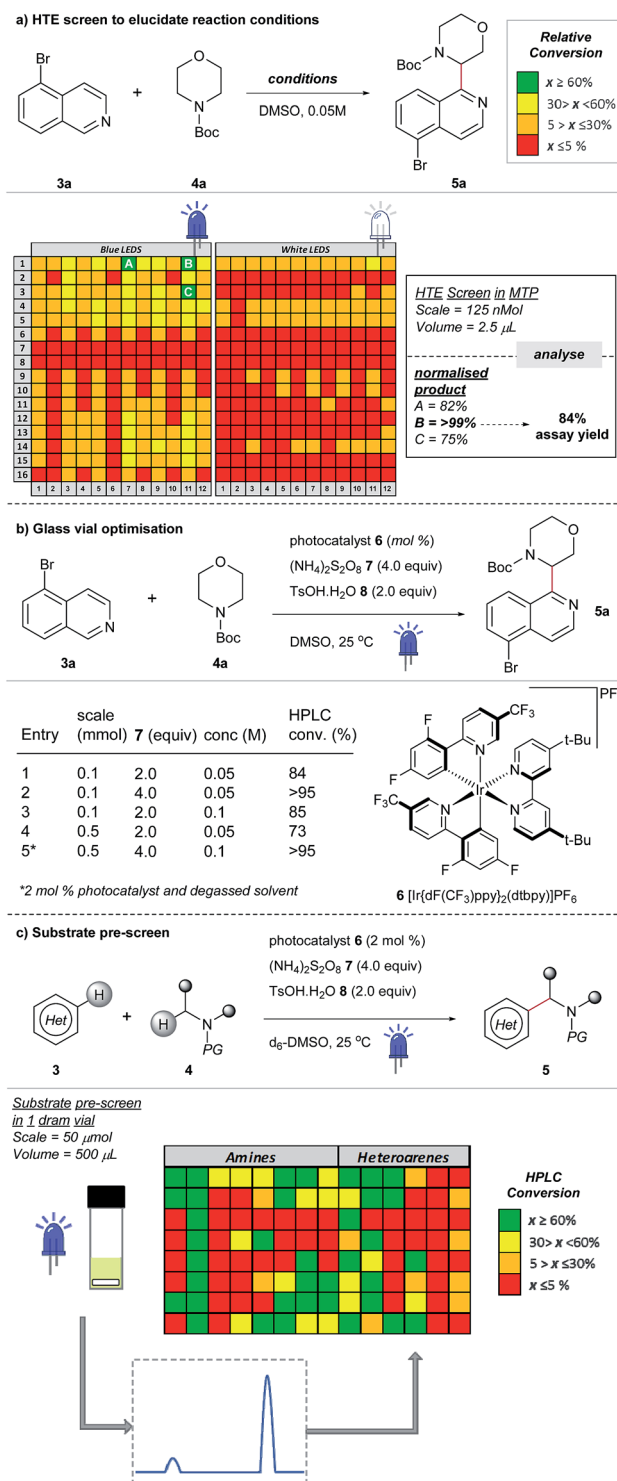 a) HTE screen to elucidate reaction conditions
Br
N
3a
+
O
N
Boc
4a
conditions
DMSO, 0.05M
O
BocN
N
Br
5a
Relative
Conversion
x ≥ 60%
30> x <60%
5 > x ≤30%
x ≤5 %
Blue LEDS
White LEDS
A
B
C
1
2
3
4
5
6
7
8
9
10
11
12
13
14
15
16
1 2 3 4 5 6 7 8 9 10 11 12
1 2 3 4 5 6 7 8 9 10 11 12
HTE Screen in MTP
Scale = 125 nMol
Volume = 2.5 µL
analyse
normalised
product
A = 82%
B = >99%
C = 75%
84%
assay yield
b) Glass vial optimisation
Br
N
3a
+
O
N
Boc
4a
photocatalyst 6 (mol %)
(NH4)2S2O8 7 (4.0 equiv)
TsOH.H2O 8 (2.0 equiv)
DMSO, 25 °C
O
BocN
N
Br
5a
Entry scale (mmol) 7 (equiv) conc (M) HPLC conv. (%)
1 0.1 2.0 0.05 84
2 0.1 4.0 0.05 >95
3 0.1 2.0 0.1 85
4 0.5 2.0 0.05 73
5* 0.5 4.0 0.1 >95
*2 mol % photocatalyst and degassed solvent
PF
CF3
F
F
N
t-Bu
N
Ir
N
CF3
N
t-Bu
F
F
6 [Ir{dF(CF3)ppy}2(dtbpy)]PF6
c) Substrate pre-screen
Het
H
3
+
H
N
PG
4
photocatalyst 6 (2 mol %)
(NH4)2S2O8 7 (4.0 equiv)
TsOH.H2O 8 (2.0 equiv)
d6-DMSO, 25 °C
Het
N
PG
5
Substrate pre-screen
in 1 dram vial
Scale = 50 µmol
Volume = 500 µL
Amines
Heteroarenes
HPLC
Conversion
x ≥ 60%
30> x <60%
5 > x ≤30%
x ≤5 %